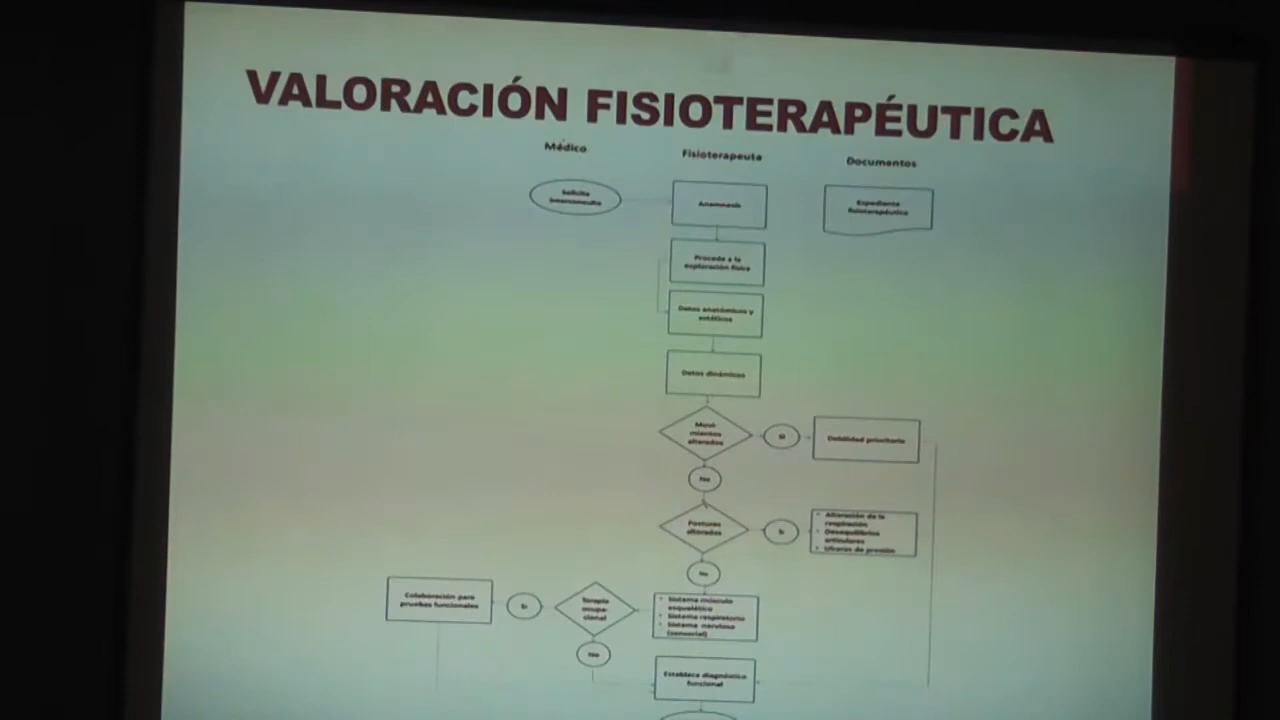 VALORACIÓN FISIOTERAPÉUTICA
Médico
Fisioterapeuta
Documentos
Solicita
interconsulta
Anamnesis
Expediente
fisioterapéutico
Procede a la
exploración física
Datos anatómicos y
estáticos
Datos dinámicos
Movi-
mientos
alterados
Si
Debilidad prioritaria
No
Posturas
alteradas
Si
• Alteración de la
respiración
• Desequilibrios
articulares
• Ulceras de presión
No
Colaboración para
pruebas funcionales
Si
Terapia
ocupa-
cional
• Sistema músculo
esquelético
• Sistema respiratorio
• Sistema nervioso
(sensorial)
No
Establece diagnóstico
funcional